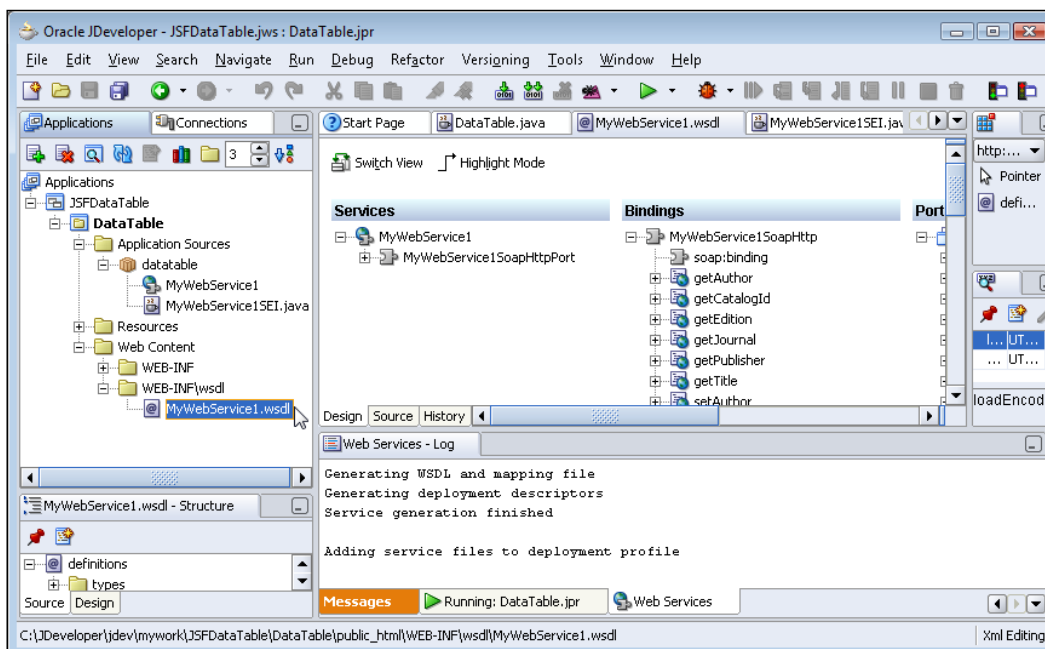 Oracle JDeveloper - JSFDataTable.jws : DataTable.jpr
File Edit View Search Navigate Run Debug Refactor Versioning Tools Window Help
Applications Connections
Start Page DataTable.java MyWebService1.wsdl MyWebService1SEI.jav
3
Applications
JSFDataTable
DataTable
Application Sources
datatable
MyWebService1
MyWebService1SEI.java
Resources
Web Content
WEB-INF
WEB-INF\wsdl
MyWebService1.wsdl
Switch View Highlight Mode
Services Bindings Port
MyWebService1
MyWebService1SoapHttpPort
MyWebService1SoapHttp
soap:binding
getAuthor
getCatalogId
getEdition
getJournal
getPublisher
getTitle
setAuthor
Design Source History
http:...
Pointer
defi...
l... UT...
... UT...
loadEncod
Web Services - Log
Generating WSDL and mapping file
Generating deployment descriptors
Service generation finished
Adding service files to deployment profile
MyWebService1.wsdl - Structure
definitions
types
Source Design
Messages Running: DataTable.jpr Web Services
C:\JDeveloper\jdev\mywork\JSFDataTable\DataTable\public_html\WEB-INF\wsdl\MyWebService1.wsdl Xml Editing